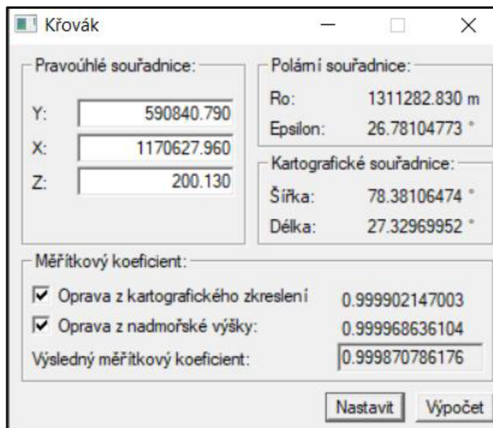 Křovák
Pravoúhlé souřadnice:
Y: 590840.790
X: 1170627.960
Z: 200.130
Polární souřadnice:
Ro: 1311282.830 m
Epsilon: 26.78104773 °
Kartografické souřadnice:
Šířka: 78.38106474 °
Délka: 27.32969952 °
Měřítkový koeficient:
Oprava z kartografického zkreslení 0.999902147003
Oprava z nadmořské výšky: 0.999968636104
Výsledný měřítkový koeficient: 0.999870786176
Nastavit Výpočet